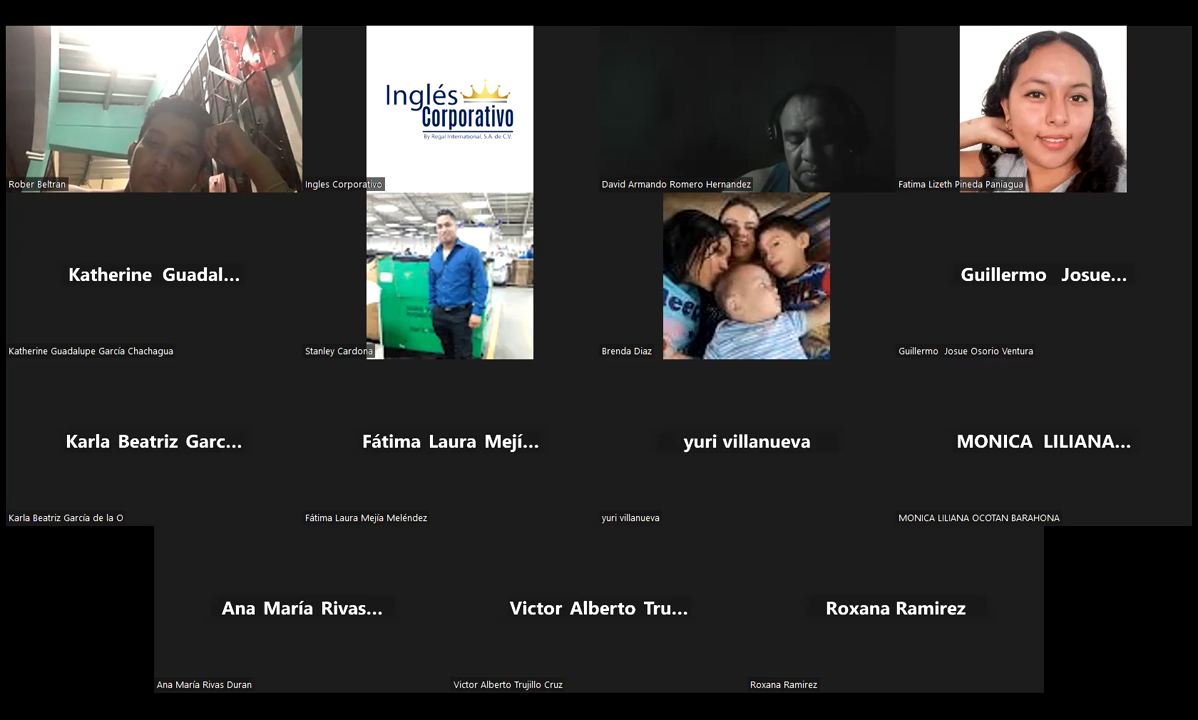 Rober Beltran
Inglés
Corporativo
By Regal International, S.A. de C.V.
Ingles Corporativo
David Armando Romero Hernandez
Fatima Lizeth Pineda Paniagua
Katherine Guadal...
Katherine Guadalupe García Chachagua
Stanley Cardona
Brenda Diaz
Guillermo Josue...
Guillermo Josue Osorio Ventura
Karla Beatriz Garc...
Karla Beatriz García de la O
Fátima Laura Mejí...
Fátima Laura Mejía Meléndez
yuri villanueva
yuri villanueva
MONICA LILIANA...
MONICA LILIANA OCOTAN BARAHONA
Ana María Rivas...
Ana María Rivas Duran
Victor Alberto Tru...
Victor Alberto Trujillo Cruz
Roxana Ramirez
Roxana Ramirez